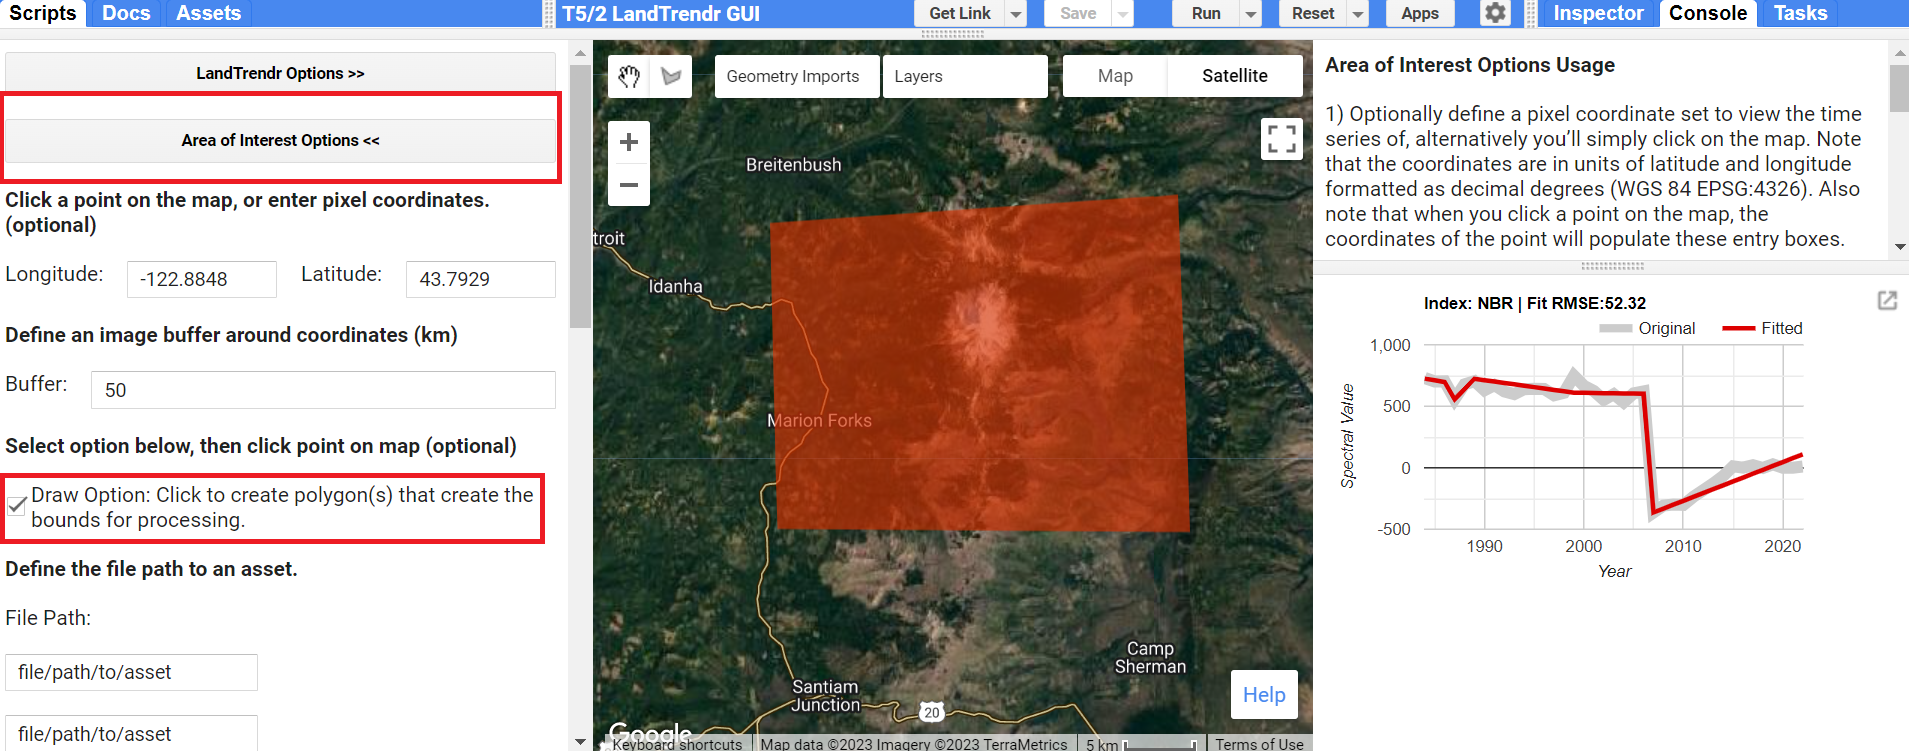 Scripts Docs Assets
T5/2 LandTrendr GUI
Get Link Save Run Reset Apps
Inspector Console Tasks
LandTrendr Options >>
Area of Interest Options <<
Click a point on the map, or enter pixel coordinates.
(optional)
Longitude: -122.8848 Latitude: 43.7929
Define an image buffer around coordinates (km)
Buffer: 50
Select option below, then click point on map (optional)
Draw Option: Click to create polygon(s) that create the
bounds for processing.
Define the file path to an asset.
File Path:
file/path/to/asset
file/path/to/asset
Geometry Imports Layers Map Satellite
Breitenbush
troit
Idanha
Marion Forks
Camp
Sherman
Santiam
Junction
20
Help
Google
Keyboard shortcuts Map data ©2023 Imagery ©2023 TerraMetrics 5 km Terms of Use
Area of Interest Options Usage
1) Optionally define a pixel coordinate set to view the time
series of, alternatively you’ll simply click on the map. Note
that the coordinates are in units of latitude and longitude
formatted as decimal degrees (WGS 84 EPSG:4326). Also
note that when you click a point on the map, the
coordinates of the point will populate these entry boxes.
Index: NBR | Fit RMSE:52.32
Original Fitted
1,000
500
0
-500
Spectral Value
1990 2000 2010 2020
Year